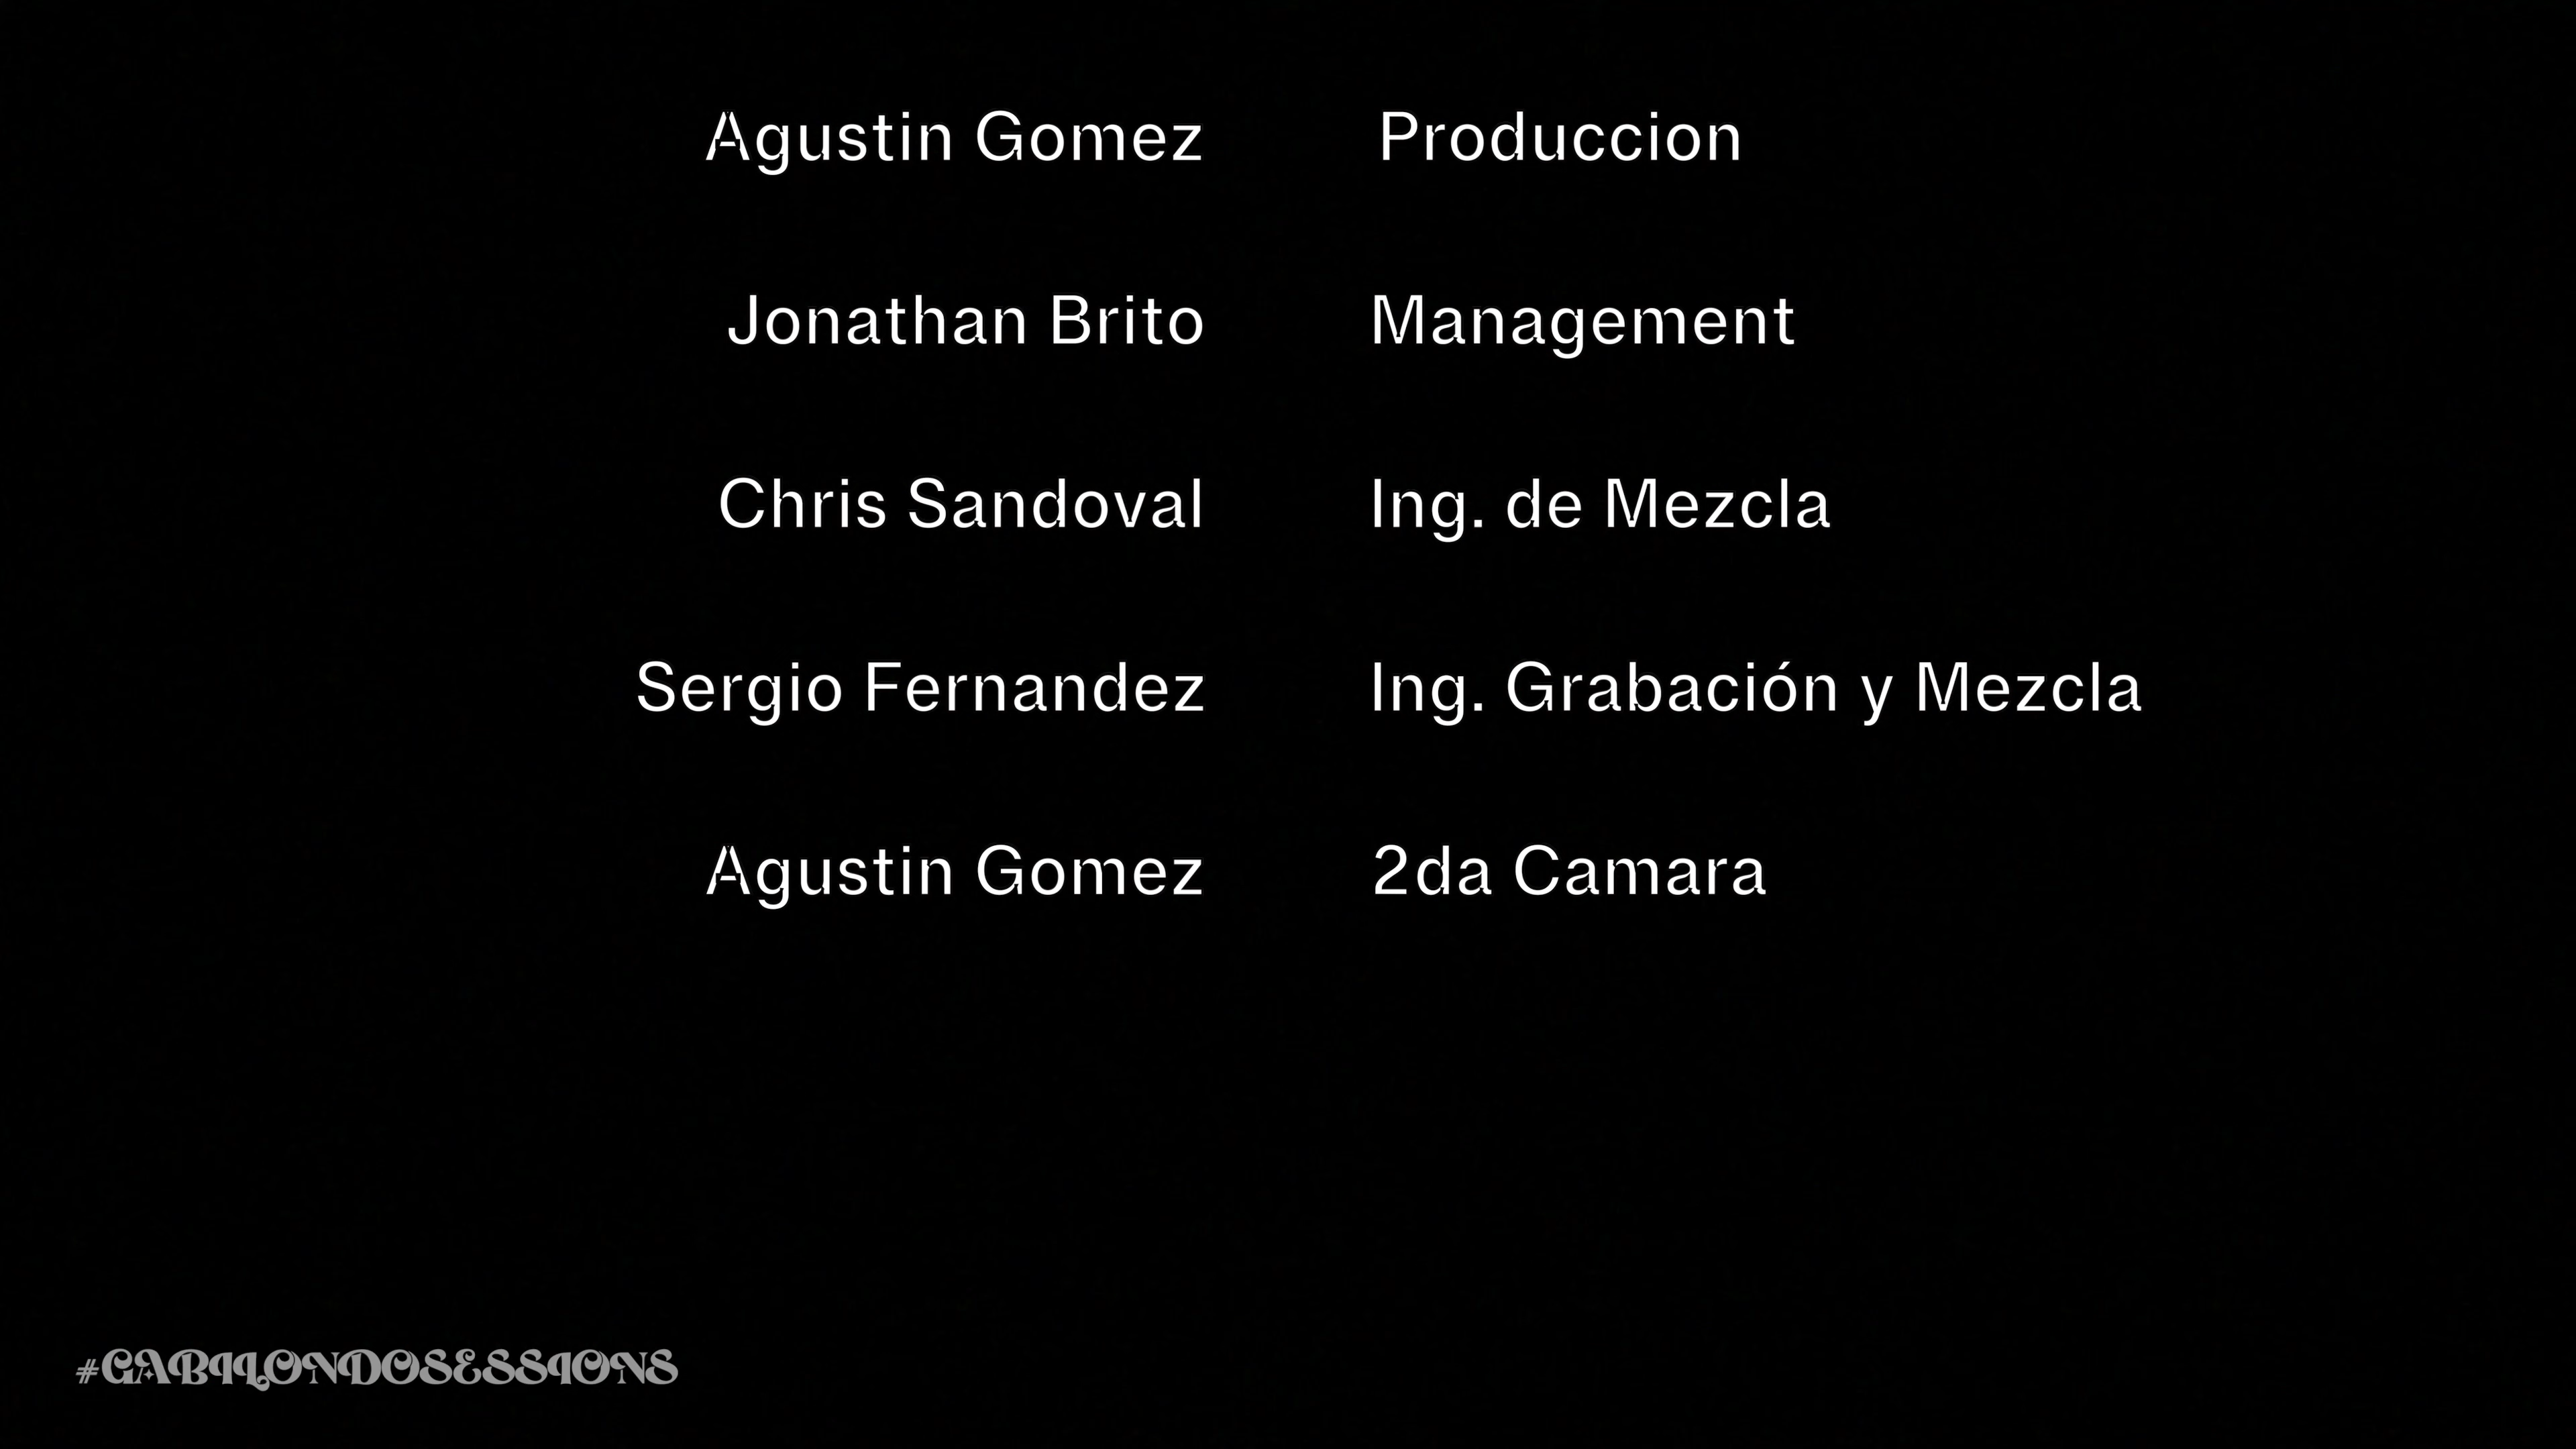 Agustin Gomez Produccion
Jonathan Brito Management
Chris Sandoval Ing. de Mezcla
Sergio Fernandez Ing. Grabación y Mezcla
Agustin Gomez 2da Camara
#GABILONDOSESSIONS